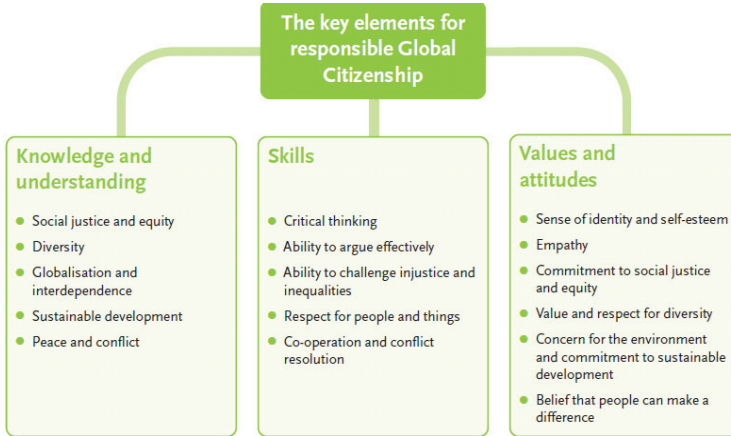 The key elements for
responsible Global
Citizenship
Knowledge and
understanding
• Social justice and equity
• Diversity
• Globalisation and
interdependence
• Sustainable development
• Peace and conflict
Skills
• Critical thinking
• Ability to argue effectively
• Ability to challenge injustice and
inequalities
• Respect for people and things
• Co-operation and conflict
resolution
Values and
attitudes
• Sense of identity and self-esteem
• Empathy
• Commitment to social justice
and equity
• Value and respect for diversity
• Concern for the environment
and commitment to sustainable
development
• Belief that people can make a
difference